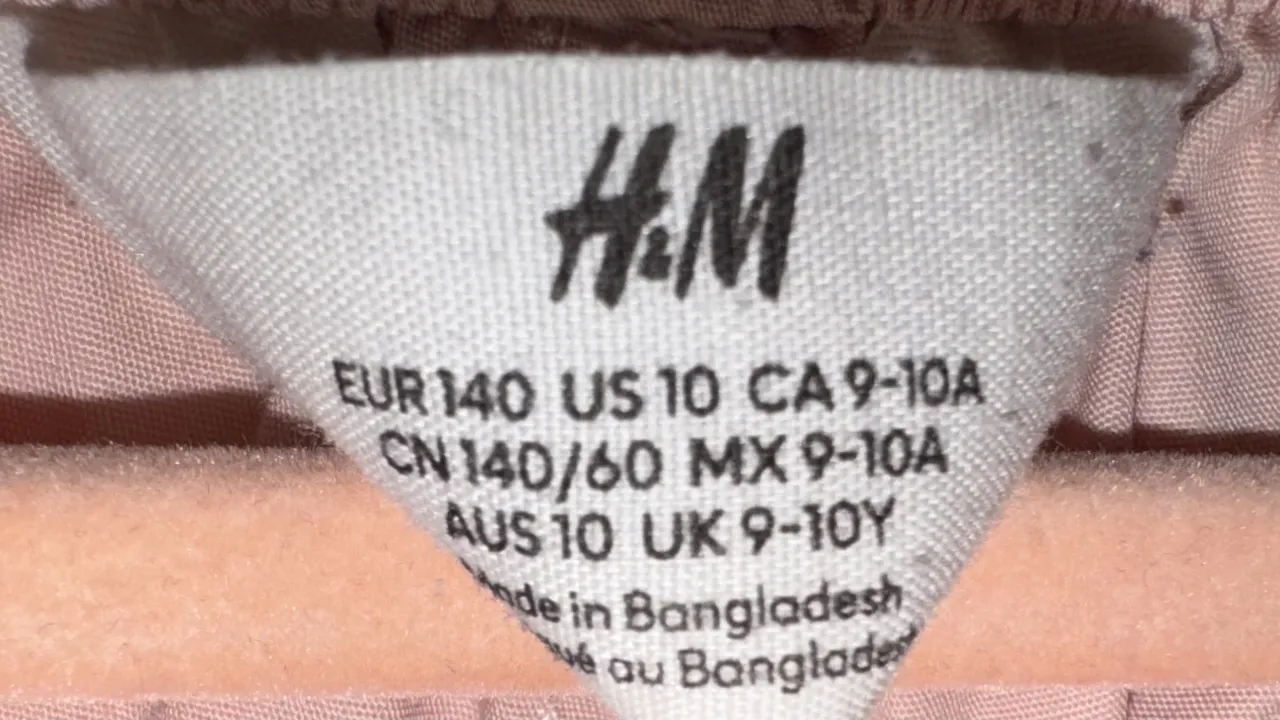 H&M
EUR 140 US 10 CA 9-10A
CN 140/60 MX 9-10A
AUS 10 UK 9-10Y
in Bangladesh
au